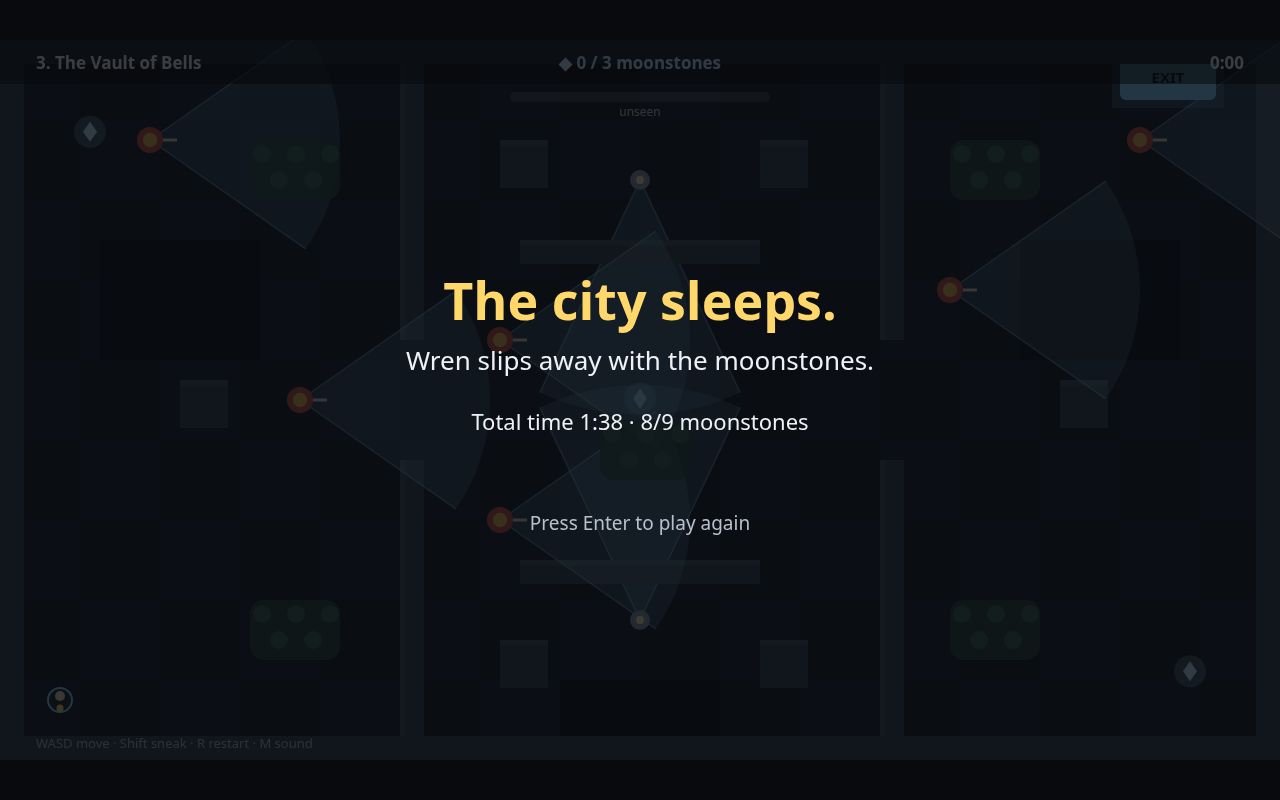 3. The Vault of Bells
◆ 0 / 3 moonstones
0:00
EXIT
unseen
The city sleeps.
Wren slips away with the moonstones.
Total time 1:38 · 8/9 moonstones
Press Enter to play again
WASD move · Shift sneak · R restart · M sound